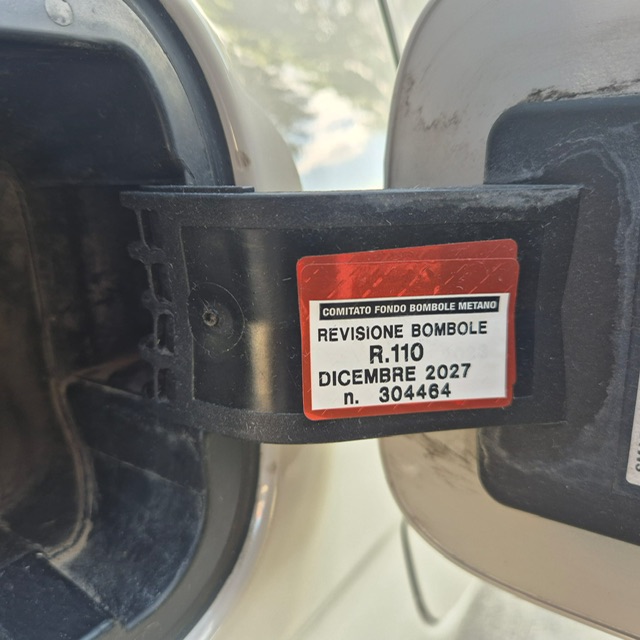 COMITATO FONDO BOMBOLE METANO
REVISIONE BOMBOLE
R.110
DICEMBRE 2027
n. 304464